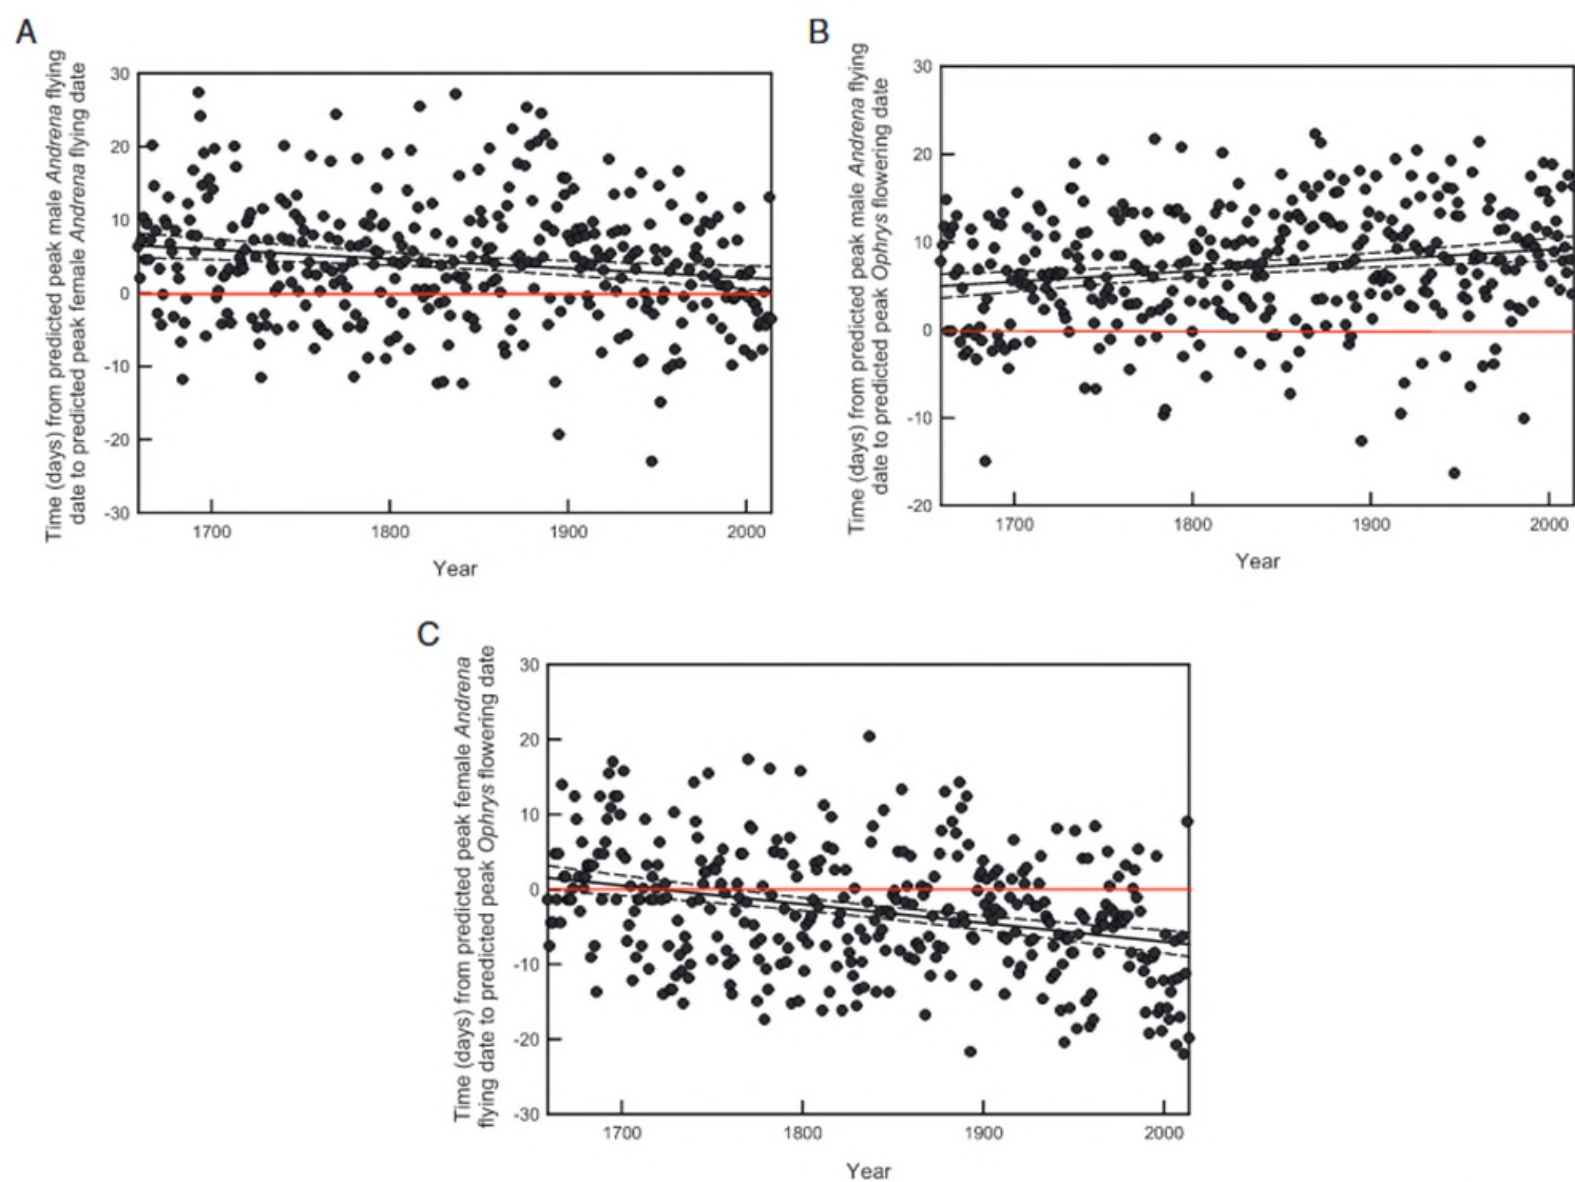 A
Time (days) from predicted peak male Andrena flying
date to predicted peak female Andrena flying date
30
20
10
0
-10
-20
-30
1700
1800
1900
2000
Year
B
Time (days) from predicted peak male Andrena flying
date to predicted peak Ophrys flowering date
30
20
10
0
-10
-20
1700
1800
1900
2000
Year
C
Time (days) from predicted peak female Andrena
flying date to predicted peak Ophrys flowering date
30
20
10
0
-10
-20
-30
1700
1800
1900
2000
Year